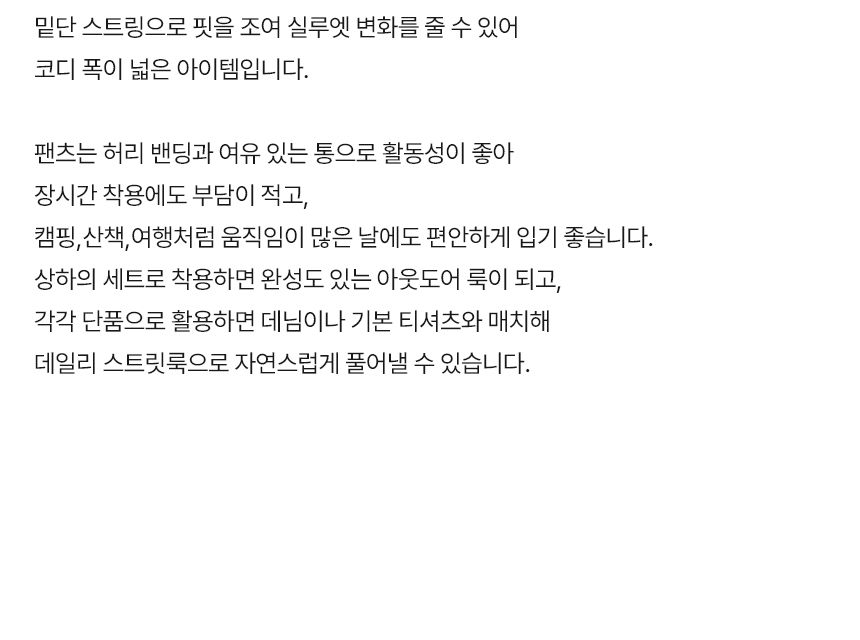 밑단 스트링으로 핏을 조여 실루엣 변화를 줄 수 있어
코디 폭이 넓은 아이템입니다.
팬츠는 허리 밴딩과 여유 있는 통으로 활동성이 좋아
장시간 착용에도 부담이 적고,
캠핑,산책,여행처럼 움직임이 많은 날에도 편안하게 입기 좋습니다.
상하의 세트로 착용하면 완성도 있는 아웃도어 룩이 되고,
각각 단품으로 활용하면 데님이나 기본 티셔츠와 매치해
데일리 스트릿룩으로 자연스럽게 풀어낼 수 있습니다.